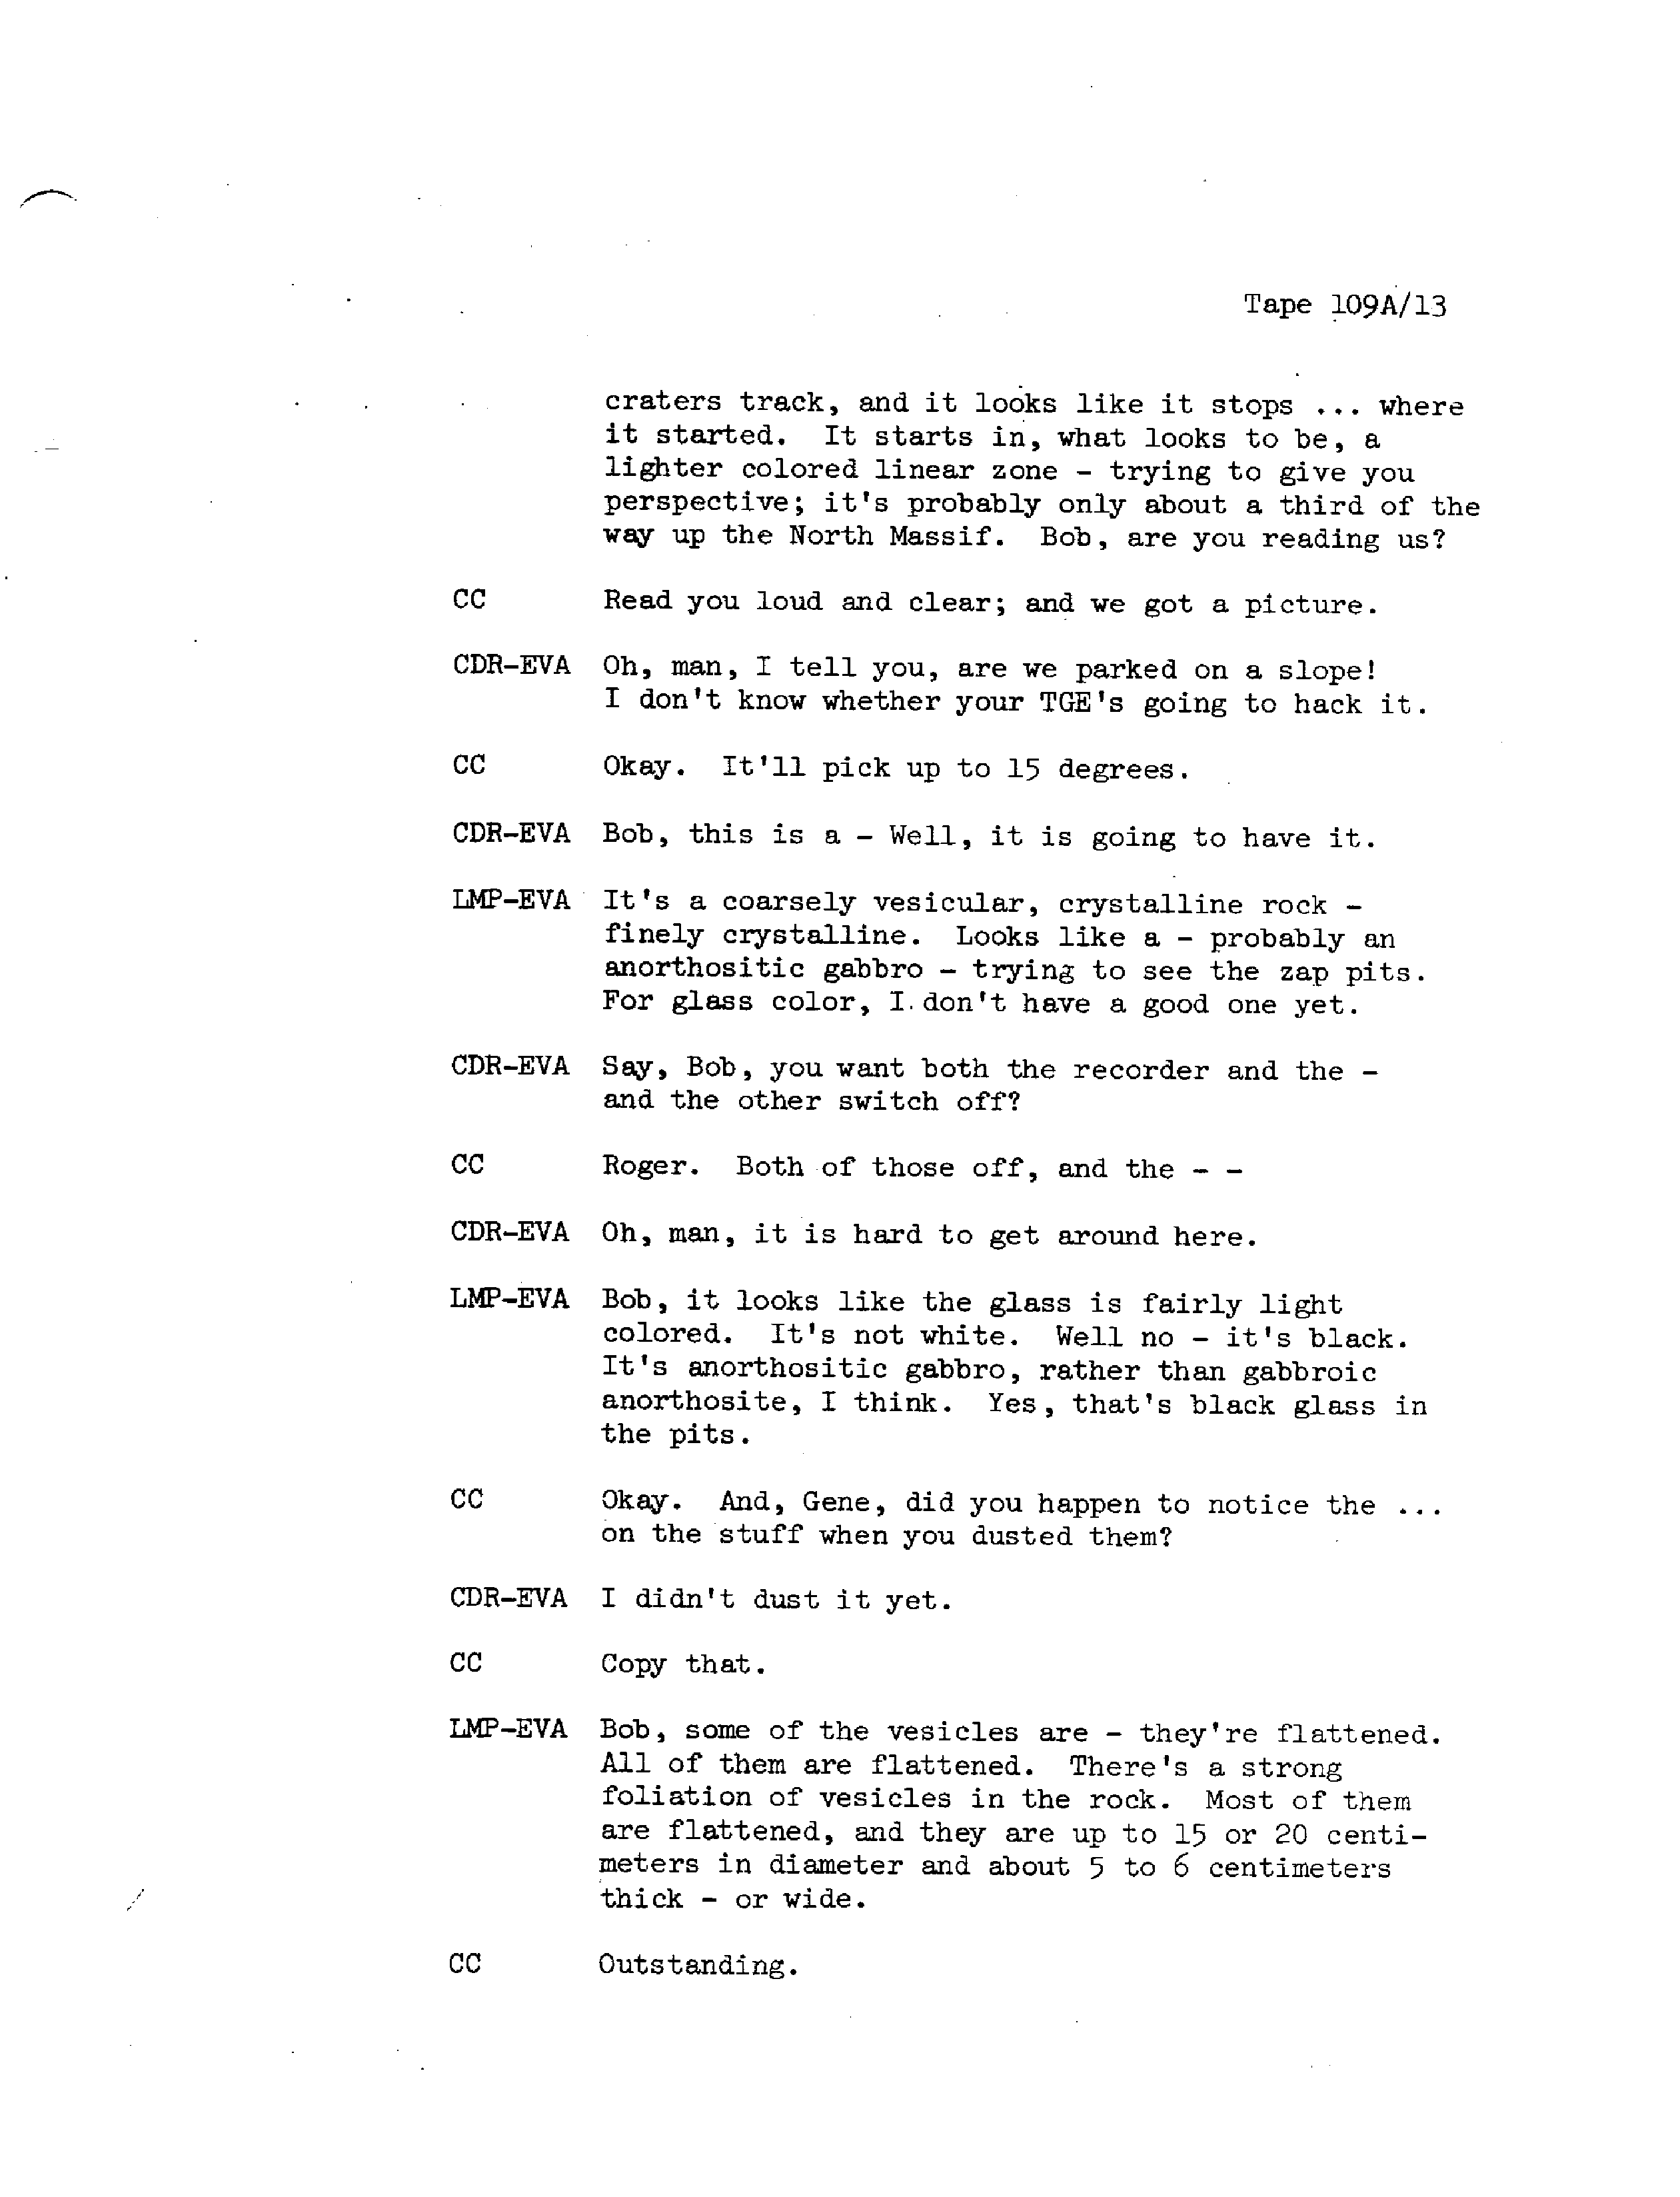 Tape 109A/13
craters track, and it looks like it stops ... where
it started. It starts in, what looks to be, a
lighter colored linear zone - trying to give you
perspective; it's probably only about a third of the
way up the North Massif. Bob, are you reading us?
CC Read you loud and clear; and we got a picture.
CDR-EVA Oh, man, I tell you, are we parked on a slope!
I don't know whether your TGE's going to hack it.
CC Okay. It'll pick up to 15 degrees.
CDR-EVA Bob, this is a - Well, it is going to have it.
LMP-EVA It's a coarsely vesicular, crystalline rock -
finely crystalline. Looks like a - probably an
anorthositic gabbro - trying to see the zap pits.
For glass color, I don't have a good one yet.
CDR-EVA Say, Bob, you want both the recorder and the -
and the other switch off?
CC Roger. Both of those off, and the - -
CDR-EVA Oh, man, it is hard to get around here.
LMP-EVA Bob, it looks like the glass is fairly light
colored. It's not white. Well no - it's black.
It's anorthositic gabbro, rather than gabbroic
anorthosite, I think. Yes, that's black glass in
the pits.
CC Okay. And, Gene, did you happen to notice the ...
on the stuff when you dusted them?
CDR-EVA I didn't dust it yet.
CC Copy that.
LMP-EVA Bob, some of the vesicles are - they're flattened.
All of them are flattened. There's a strong
foliation of vesicles in the rock. Most of them
are flattened, and they are up to 15 or 20 centi-
meters in diameter and about 5 to 6 centimeters
thick - or wide.
CC Outstanding.